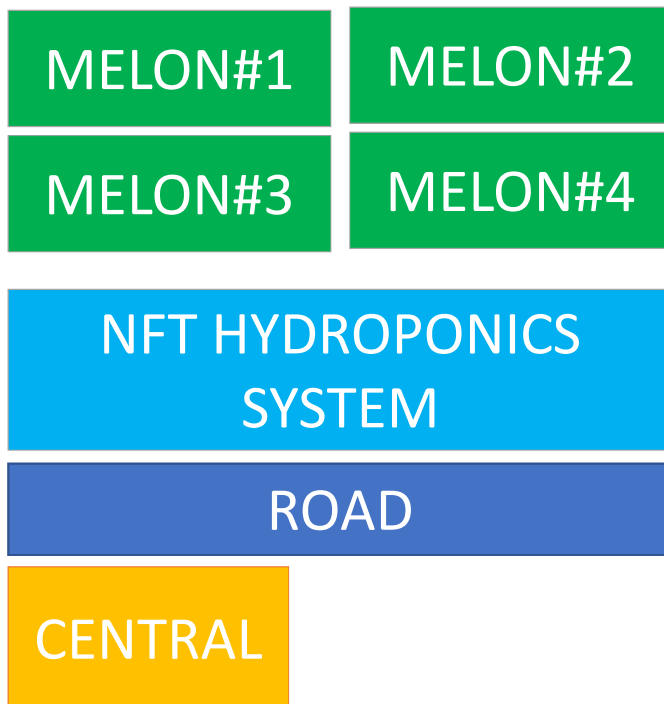 MELON#1
MELON#2
MELON#3
MELON#4
NFT HYDROPONICS
SYSTEM
ROAD
CENTRAL